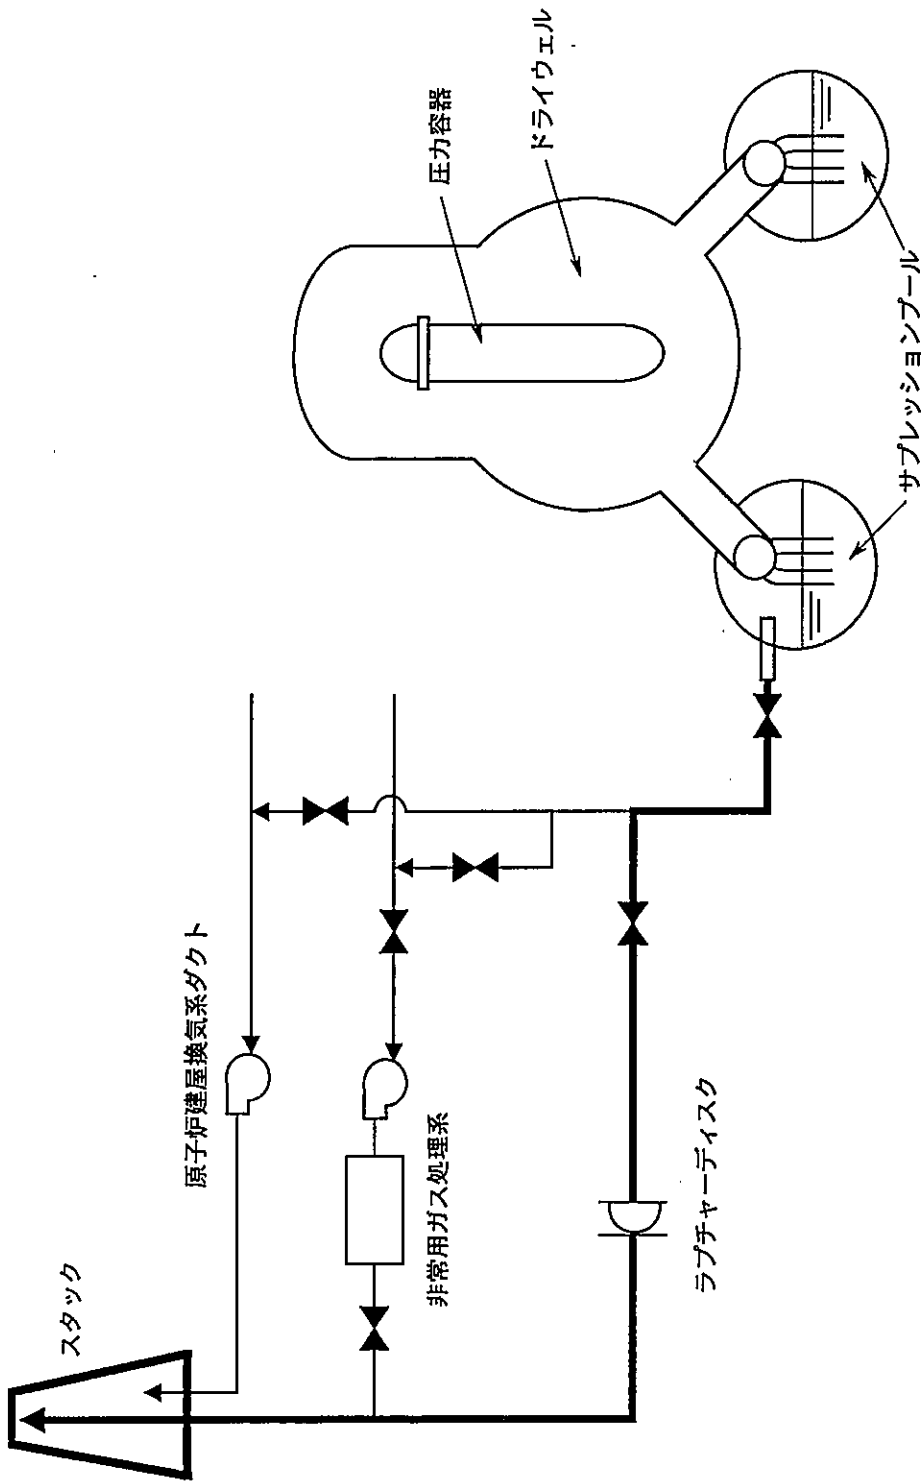 スタック
原子炉建屋換気系ダクト
非常用ガス処理系
ラプチャーディスク
圧力容器
ドライウェル
サプレッションプール